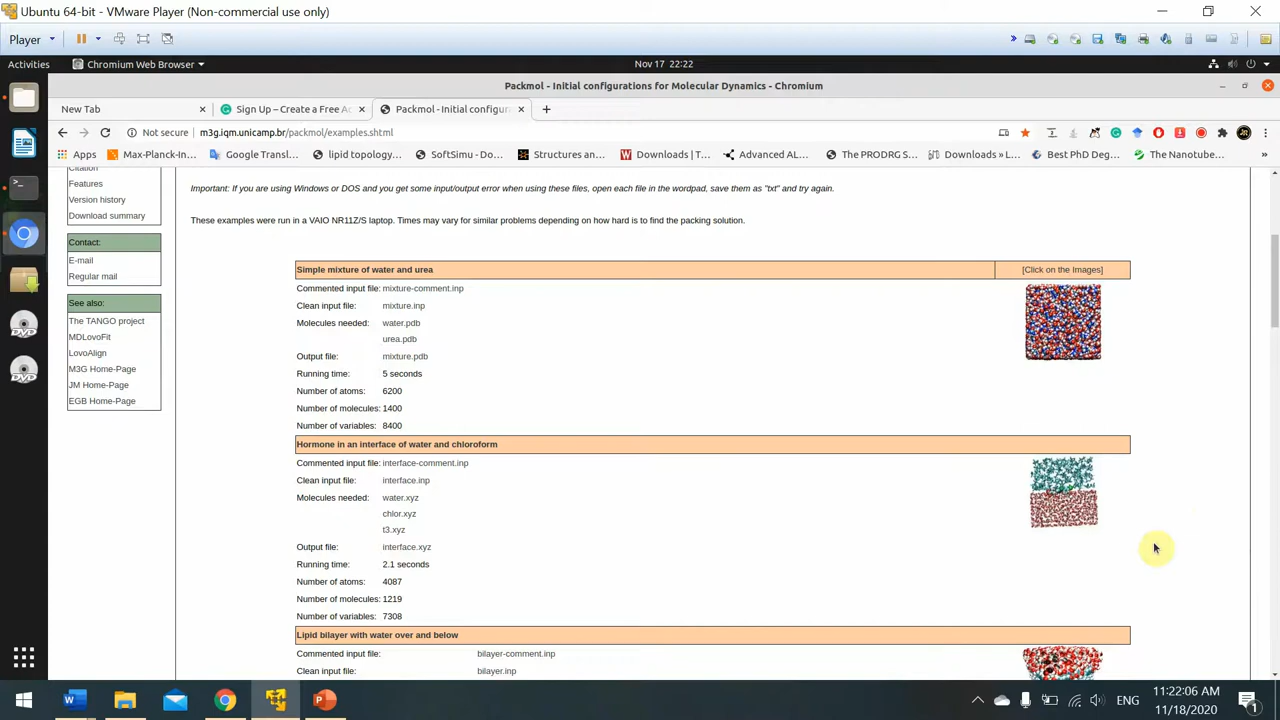 Ubuntu 64-bit - VMware Player (Non-commercial use only)
Player
Activities
Chromium Web Browser
Nov 17 22:22
Packmol - Initial configurations for Molecular Dynamics - Chromium
New Tab
Sign Up – Create a Free Ac
Packmol - Initial configura
Not secure
m3g.iqm.unicamp.br/packmol/examples.shtml
Apps
Max-Planck-In...
Google Transl...
lipid topology...
SoftSimu - Do...
Structures an...
Downloads | T...
Advanced AL...
The PRODRG S...
Downloads « L...
Best PhD Deg...
The Nanotube...
»
Citation
Features
Version history
Download summary
Contact:
E-mail
Regular mail
See also:
The TANGO project
MDLovoFit
LovoAlign
M3G Home-Page
JM Home-Page
EGB Home-Page
Important: If you are using Windows or DOS and you get some input/output error when using these files, open each file in the wordpad, save them as "txt" and try again.
These examples were run in a VAIO NR11Z/S laptop. Times may vary for similar problems depending on how hard is to find the packing solution.
Simple mixture of water and urea
[Click on the Images]
Commented input file: mixture-comment.inp
Clean input file: mixture.inp
Molecules needed: water.pdb
urea.pdb
Output file: mixture.pdb
Running time: 5 seconds
Number of atoms: 6200
Number of molecules: 1400
Number of variables: 8400
Hormone in an interface of water and chloroform
Commented input file: interface-comment.inp
Clean input file: interface.inp
Molecules needed: water.xyz
chlor.xyz
t3.xyz
Output file: interface.xyz
Running time: 2.1 seconds
Number of atoms: 4087
Number of molecules: 1219
Number of variables: 7308
Lipid bilayer with water over and below
Commented input file: bilayer-comment.inp
Clean input file: bilayer.inp
DVD
DVD
ENG
11:22:06 AM
11/18/2020
1